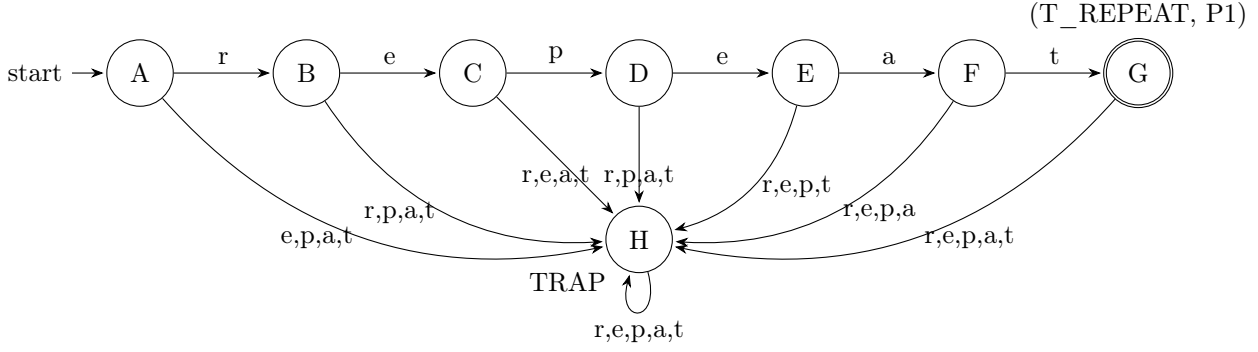 (T_REPEAT, P1)
start A r B e C p D e E a F t G
r,e,a,t r,p,a,t
r,e,p,t
r,p,a,t r,e,p,a
e,p,a,t r,e,p,a,t
H
TRAP
r,e,p,a,t